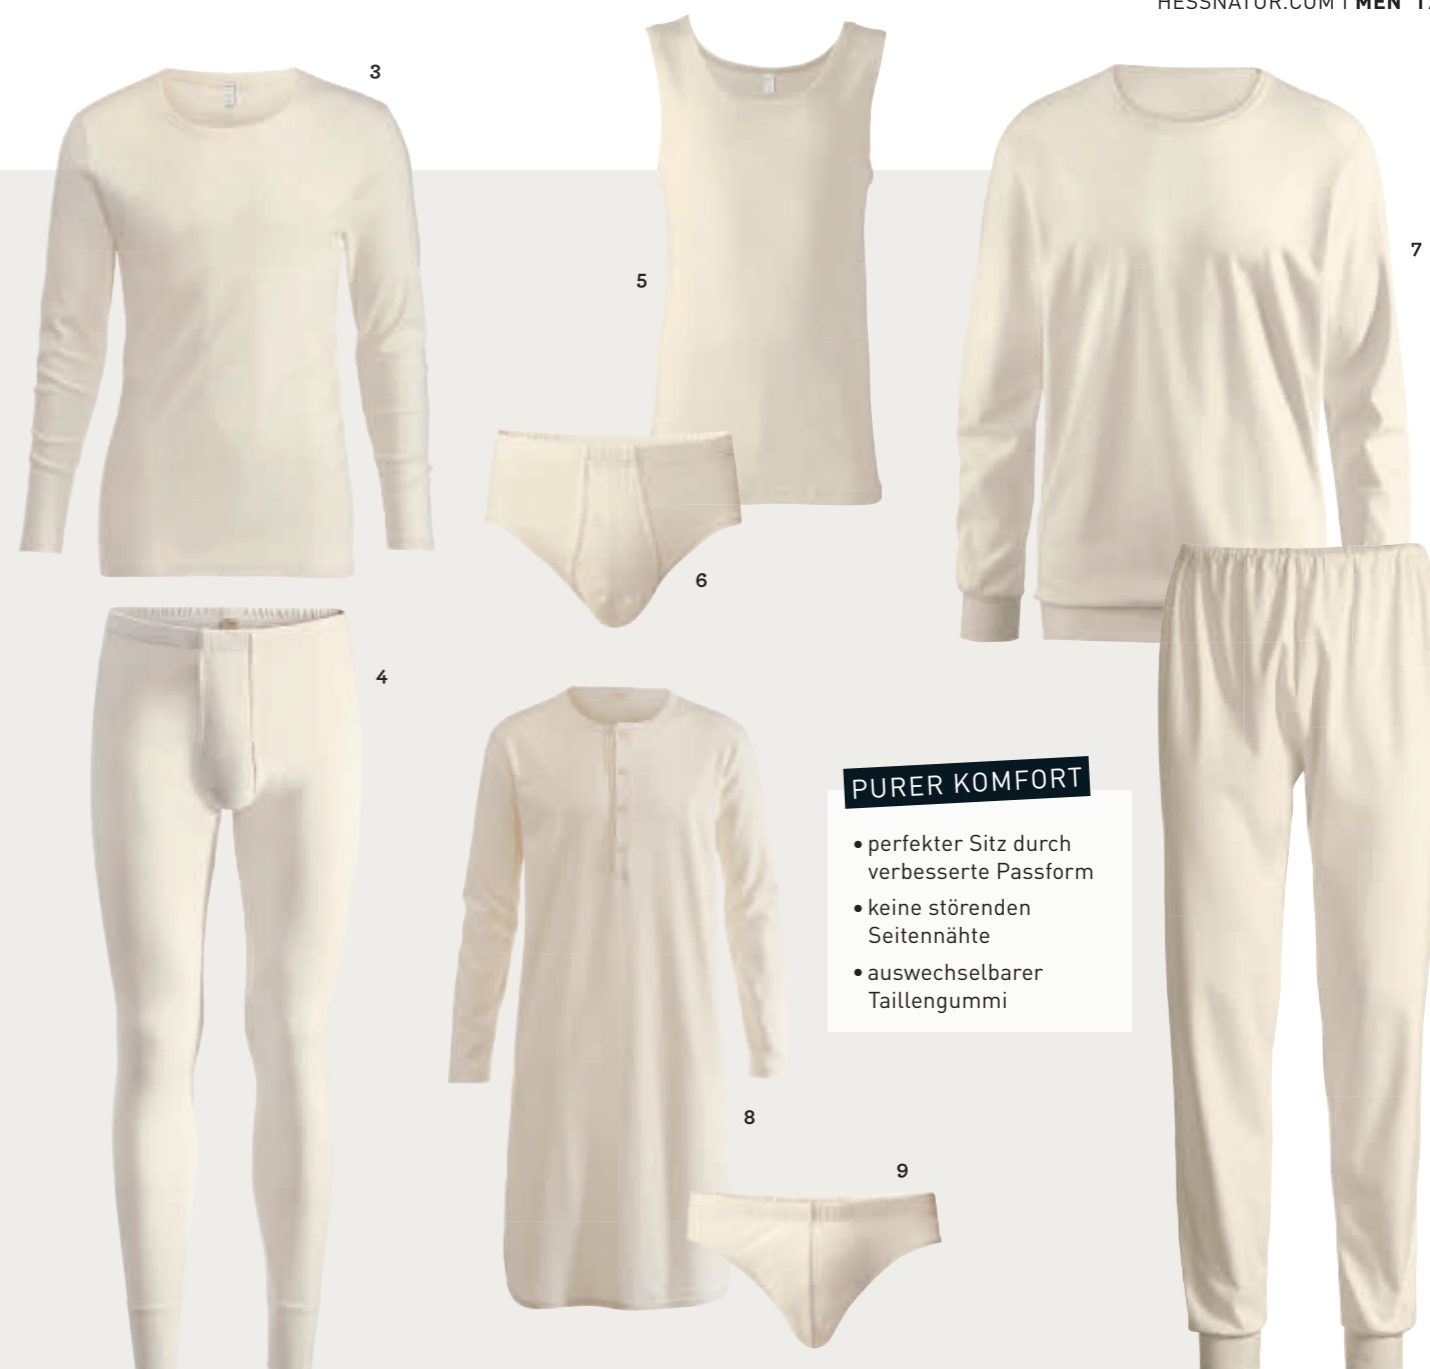 HESSNATUR.COM | MEN
3
5
7
6
4
PURER KOMFORT
• perfekter Sitz durch
verbesserte Passform
• keine störenden
Seitennähte
• auswechselbarer
Taillengummi
8
9